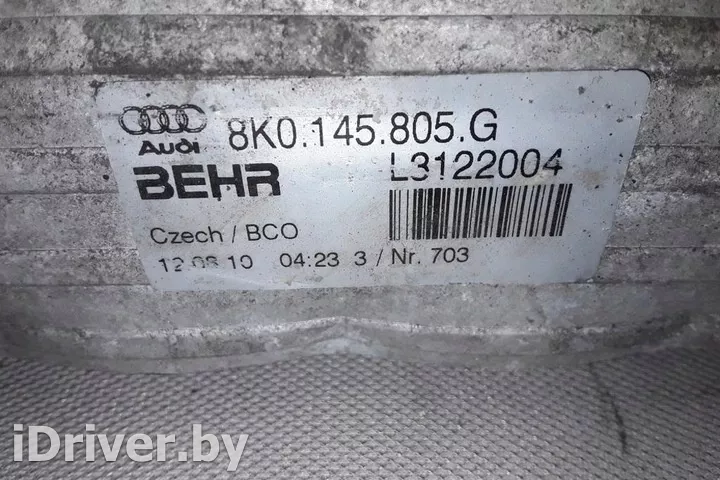 8K0.145.805.G
Audi
BEHR
L3122004
Czech / BCO
04:23 3 / Nr. 703
iDriver.by